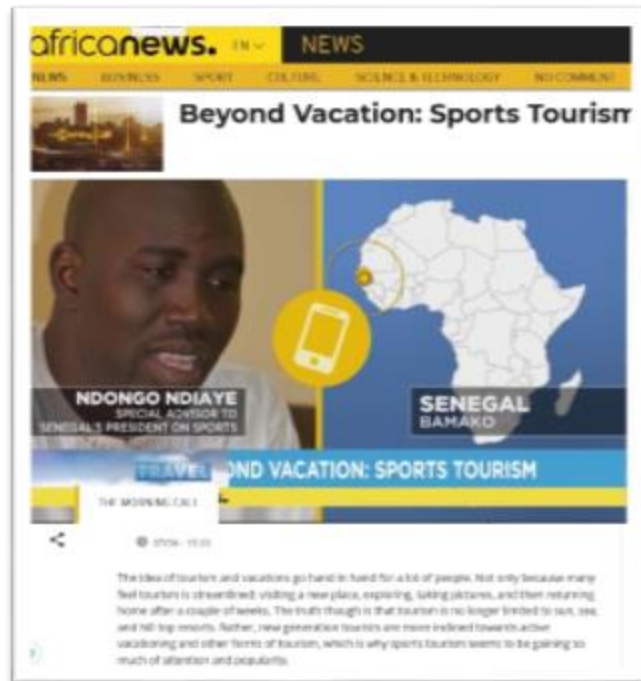 africanews. EN NEWS
NEWS BUSINESS SPORT CULTURE SCIENCE & TECHNOLOGY NO COMMENT
Beyond Vacation: Sports Tourism
NDONGO NDIAYE
SPECIAL ADVISOR TO
SENEGAL'S PRESIDENT ON SPORTS
SENEGAL
BAMAKO
TRAVEL OND VACATION: SPORTS TOURISM
THE MORNING CALL
The idea of tourism and vacations go hand in hand for a lot of people. Not only because many
feel tourism is streamlined: visiting a new place, exploring, taking pictures, and then returning
home after a couple of weeks. The truth though is that tourism is no longer limited to sun, sea,
and hill top resorts. Rather, new generation tourists are more inclined towards active
vacationing and other forms of tourism, which is why sports tourism seems to be gaining so
much of attention and popularity.